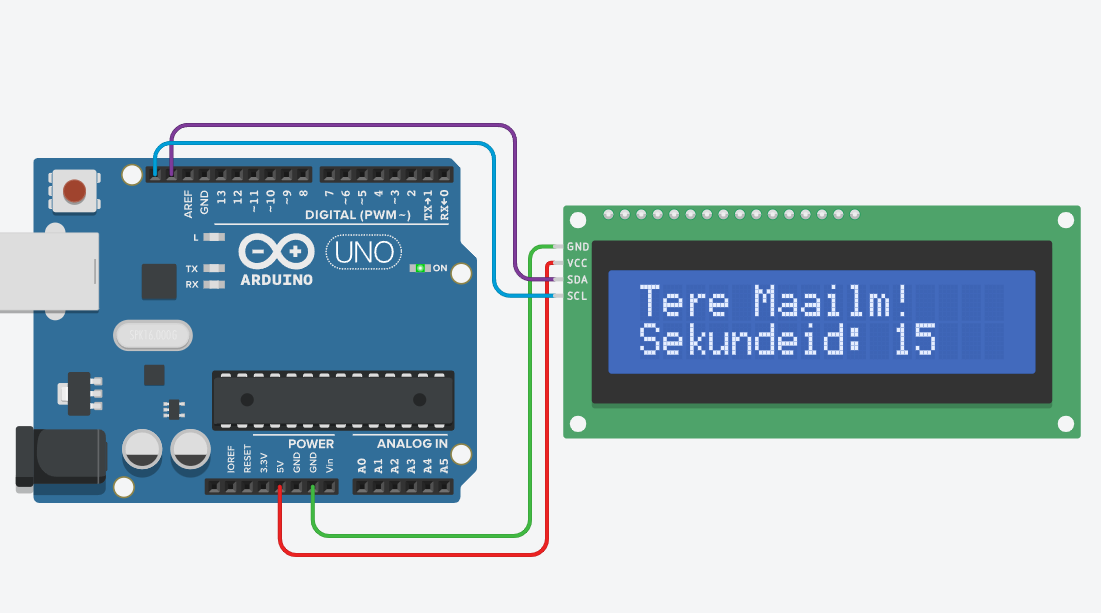 AREF
GND
13
12
~11
~10
~9
8
7
~6
~5
4
~3
2
TX→1
RX←0
DIGITAL (PWM~)
L
TX
RX
UNO
ARDUINO
ON
GND
VCC
SDA
SCL
Tere Maailm!
Sekundeid: 15
POWER
ANALOG IN
IOREF
RESET
3.3V
5V
GND
GND
Vin
A0
A1
A2
A3
A4
A5